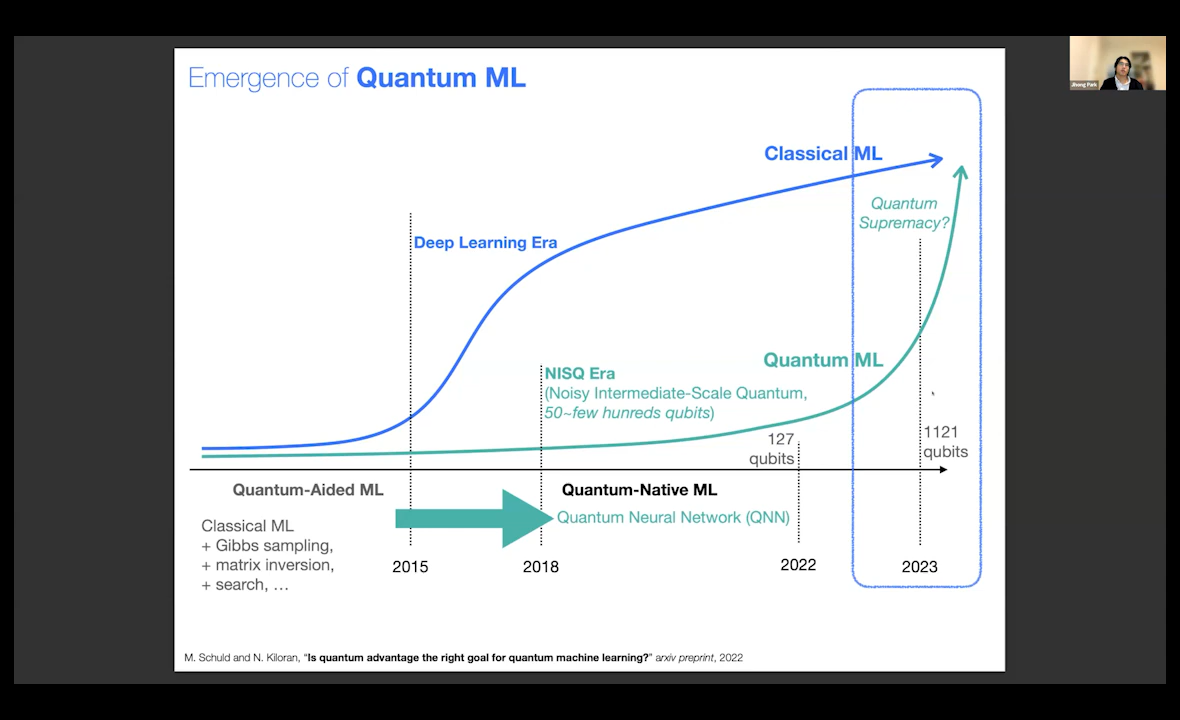 Emergence of Quantum ML
Jihong Park
Classical ML
Quantum
Supremacy?
Deep Learning Era
Quantum ML
NISQ Era
(Noisy Intermediate-Scale Quantum,
50~few hunreds qubits)
127
qubits
1121
qubits
Quantum-Aided ML
Quantum-Native ML
Quantum Neural Network (QNN)
Classical ML
+ Gibbs sampling,
+ matrix inversion,
+ search, …
2015
2018
2022
2023
M. Schuld and N. Kiloran, “Is quantum advantage the right goal for quantum machine learning?” arxiv preprint, 2022